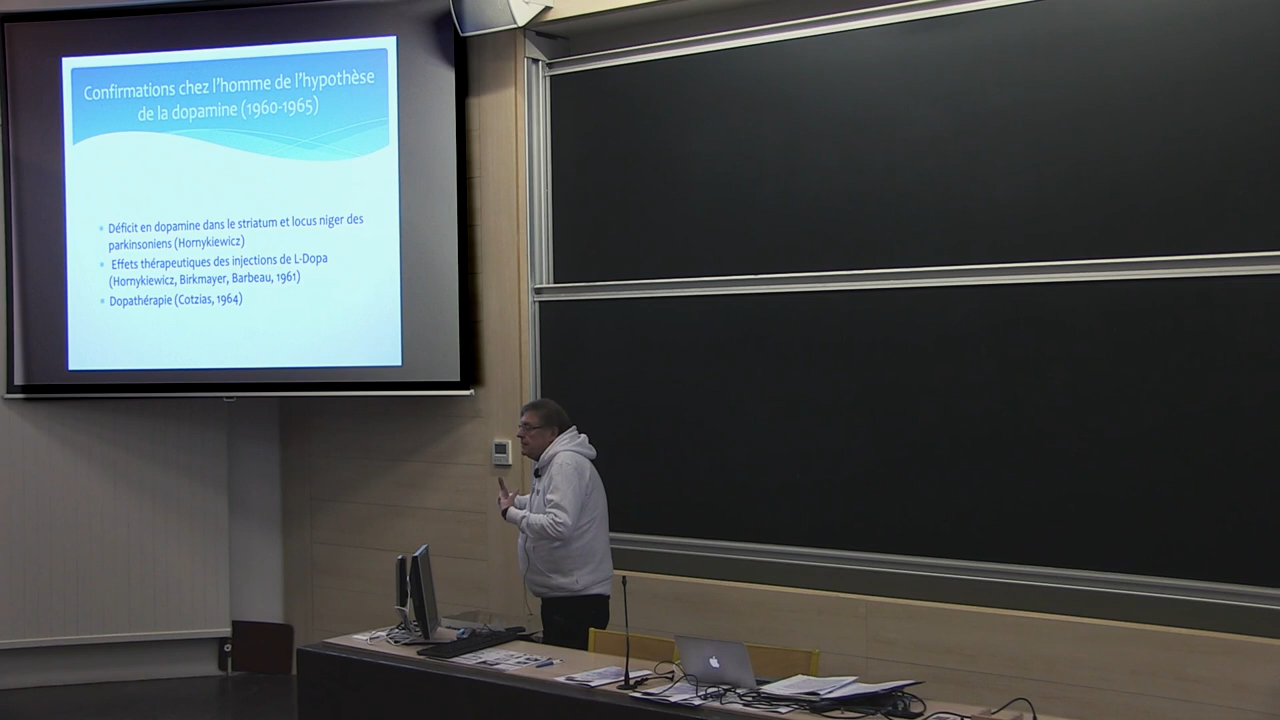 Confirmations chez l'homme de l'hypothèse
de la dopamine (1960-1965)
Déficit en dopamine dans le striatum et locus niger des
parkinsoniens (Hornykiewicz)
Effets thérapeutiques des injections de L-Dopa
(Hornykiewicz, Birkmayer, Barbeau, 1961)
Dopathérapie (Cotzias, 1964)